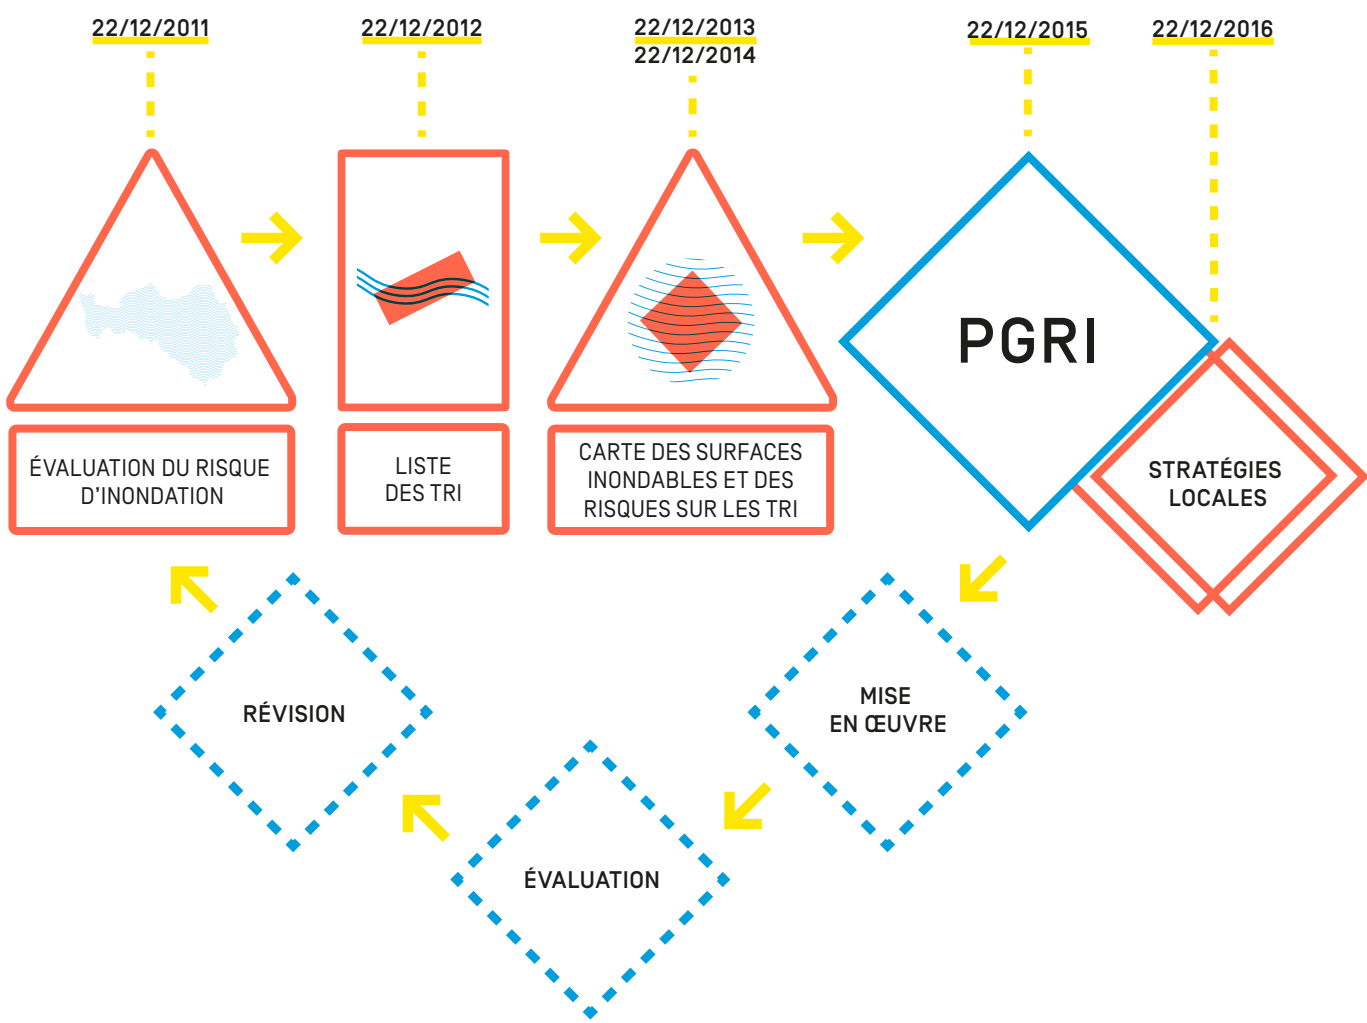 22/12/2011
22/12/2012
22/12/2013
22/12/2014
22/12/2015
22/12/2016
PGRI
ÉVALUATION DU RISQUE
D'INONDATION
LISTE
DES TRI
CARTE DES SURFACES
INONDABLES ET DES
RISQUES SUR LES TRI
STRATÉGIES
LOCALES
MISE
EN ŒUVRE
ÉVALUATION
RÉVISION